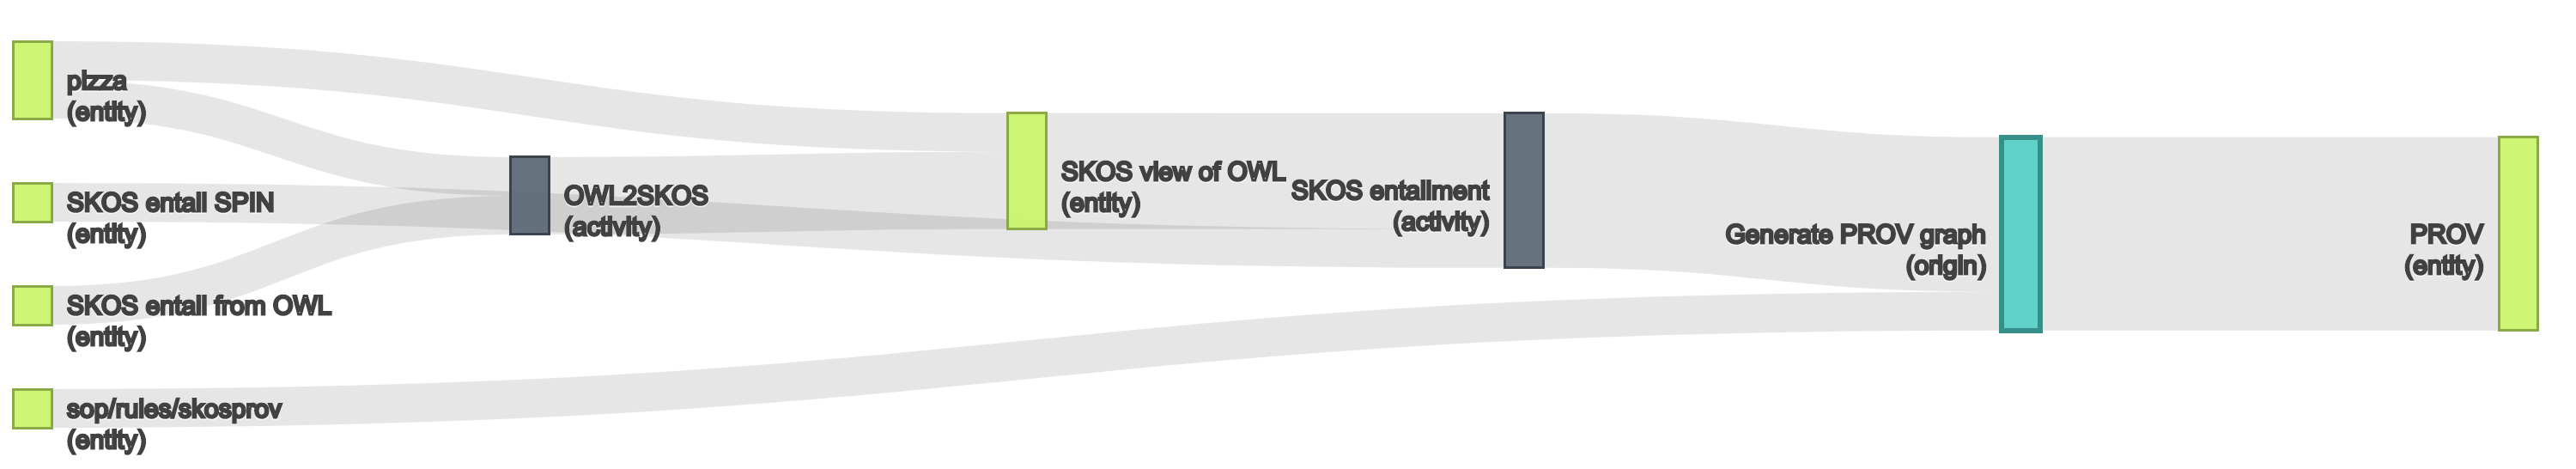 pizza
(entity)
SKOS entail SPIN
(entity)
SKOS entail from OWL
(entity)
sop/rules/skosprov
(entity)
OWL2SKOS
(activity)
SKOS view of OWL
(entity)
SKOS entailment
(activity)
Generate PROV graph
(origin)
PROV
(entity)